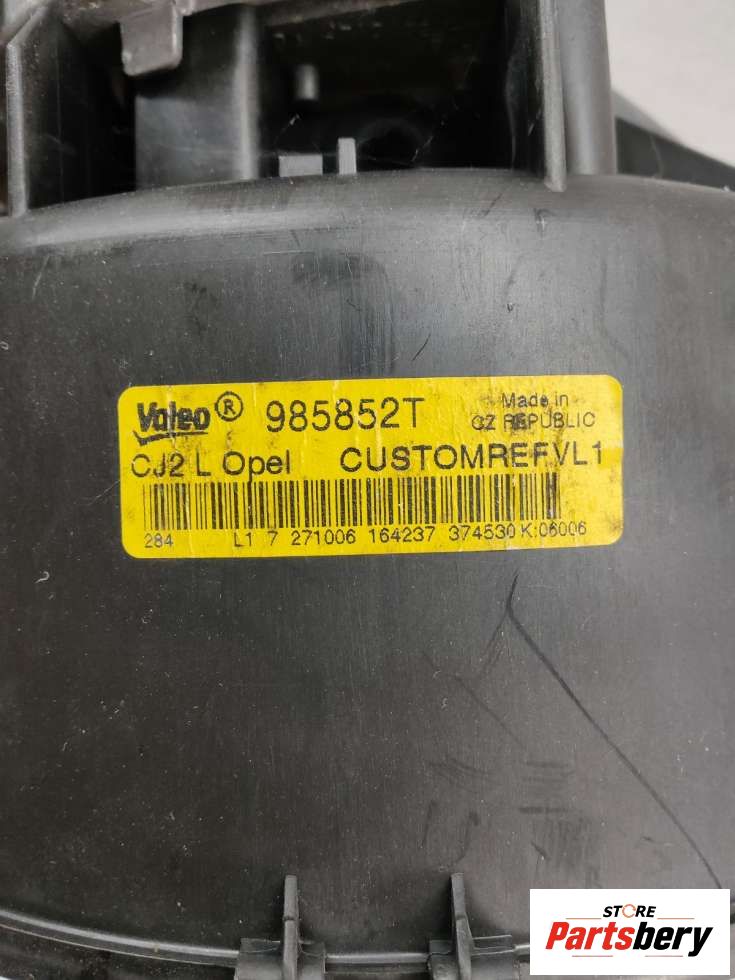 Valeo® 985852T Made in
CZ REPUBLIC
CJ2 L Opel CUSTOMREFVL1
284 L1 7 271006 164237 374530 K:06006
STORE
Partsbery